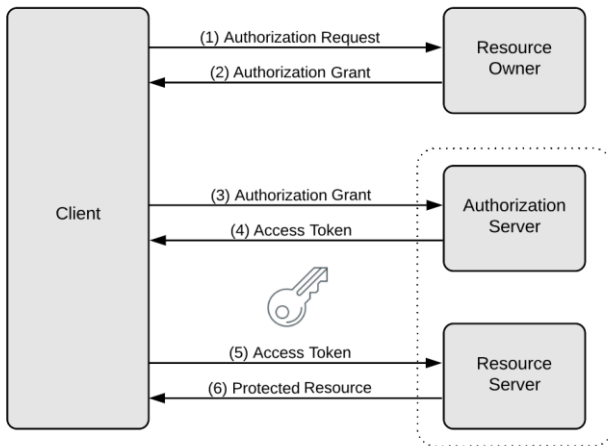 (1) Authorization Request
Resource
Owner
(2) Authorization Grant
Client
(3) Authorization Grant
Authorization
Server
(4) Access Token
(5) Access Token
Resource
Server
(6) Protected Resource